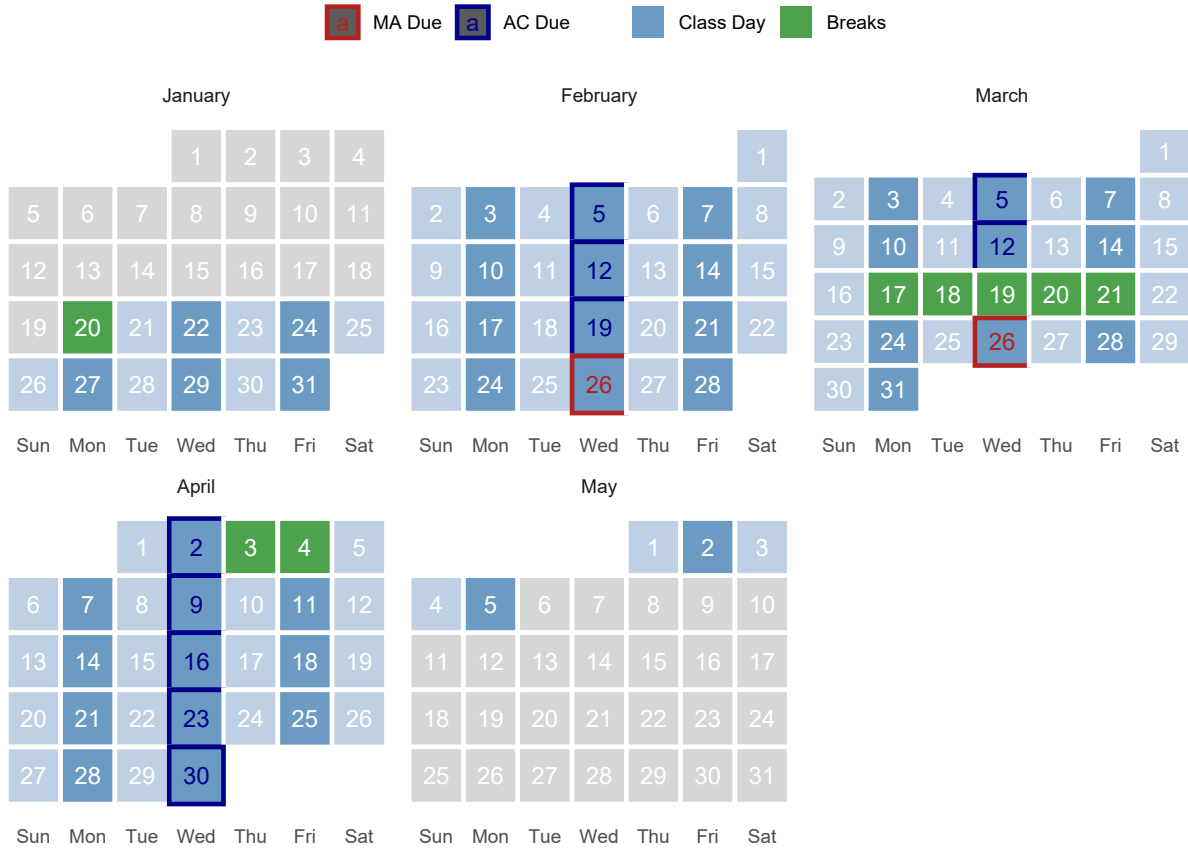 a MA Due a AC Due Class Day Breaks
January February March
1 2 3 4 1 1
5 6 7 8 9 10 11 2 3 4 5 6 7 8 2 3 4 5 6 7 8
12 13 14 15 16 17 18 9 10 11 12 13 14 15 9 10 11 12 13 14 15
19 20 21 22 23 24 25 16 17 18 19 20 21 22 16 17 18 19 20 21 22
26 27 28 29 30 31 23 24 25 26 27 28 23 24 25 26 27 28 29
30 31
Sun Mon Tue Wed Thu Fri Sat Sun Mon Tue Wed Thu Fri Sat Sun Mon Tue Wed Thu Fri Sat
April May
1 2 3 4 5 1 2 3
6 7 8 9 10 11 12 4 5 6 7 8 9 10
13 14 15 16 17 18 19 11 12 13 14 15 16 17
20 21 22 23 24 25 26 18 19 20 21 22 23 24
27 28 29 30 25 26 27 28 29 30 31
Sun Mon Tue Wed Thu Fri Sat Sun Mon Tue Wed Thu Fri Sat